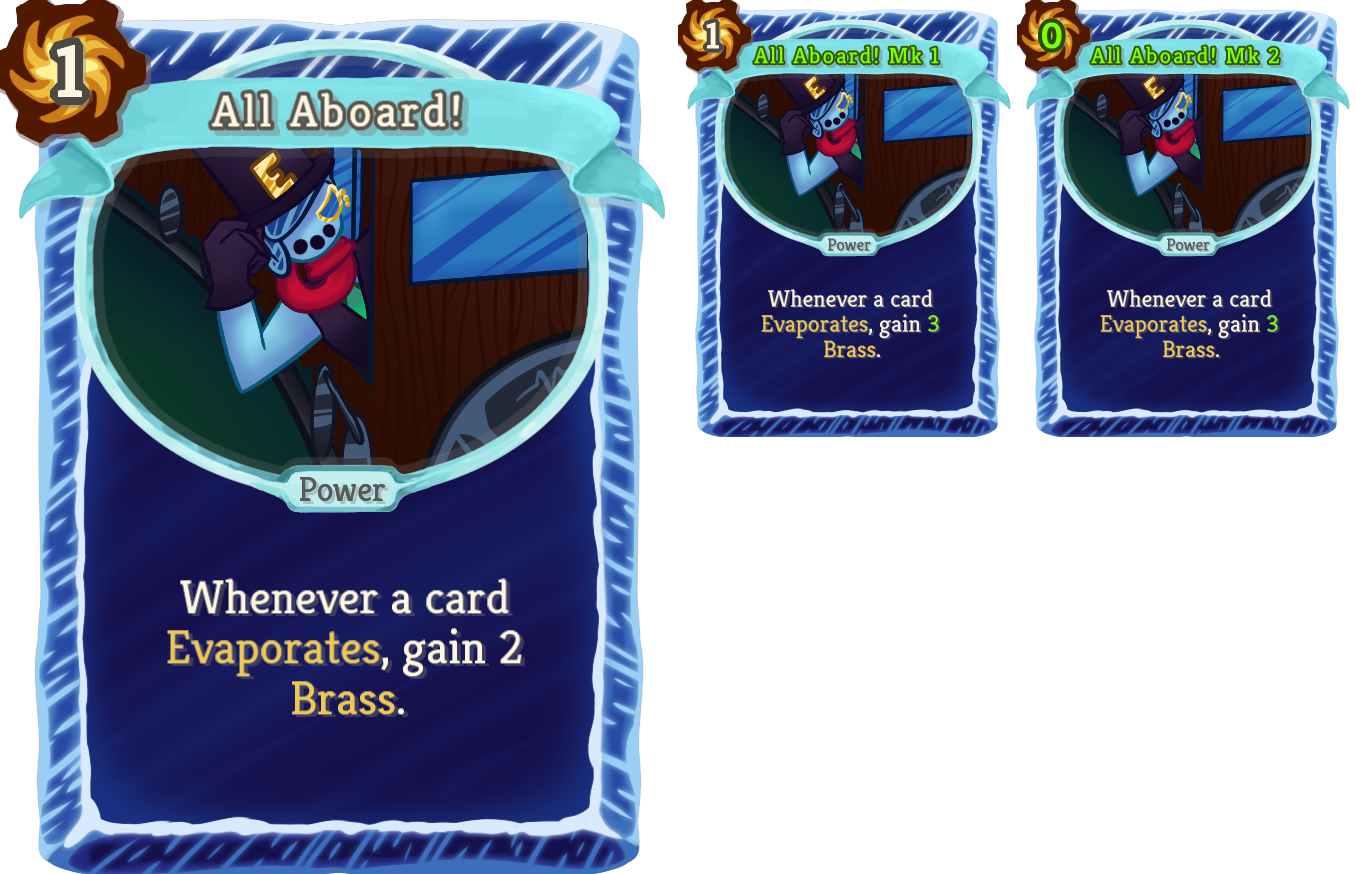 1
All Aboard!
E
Power
Whenever a card
Evaporates, gain 2
Brass.
1
All Aboard! Mk 1
E
Power
Whenever a card
Evaporates, gain 3
Brass.
0
All Aboard! Mk 2
E
Power
Whenever a card
Evaporates, gain 3
Brass.